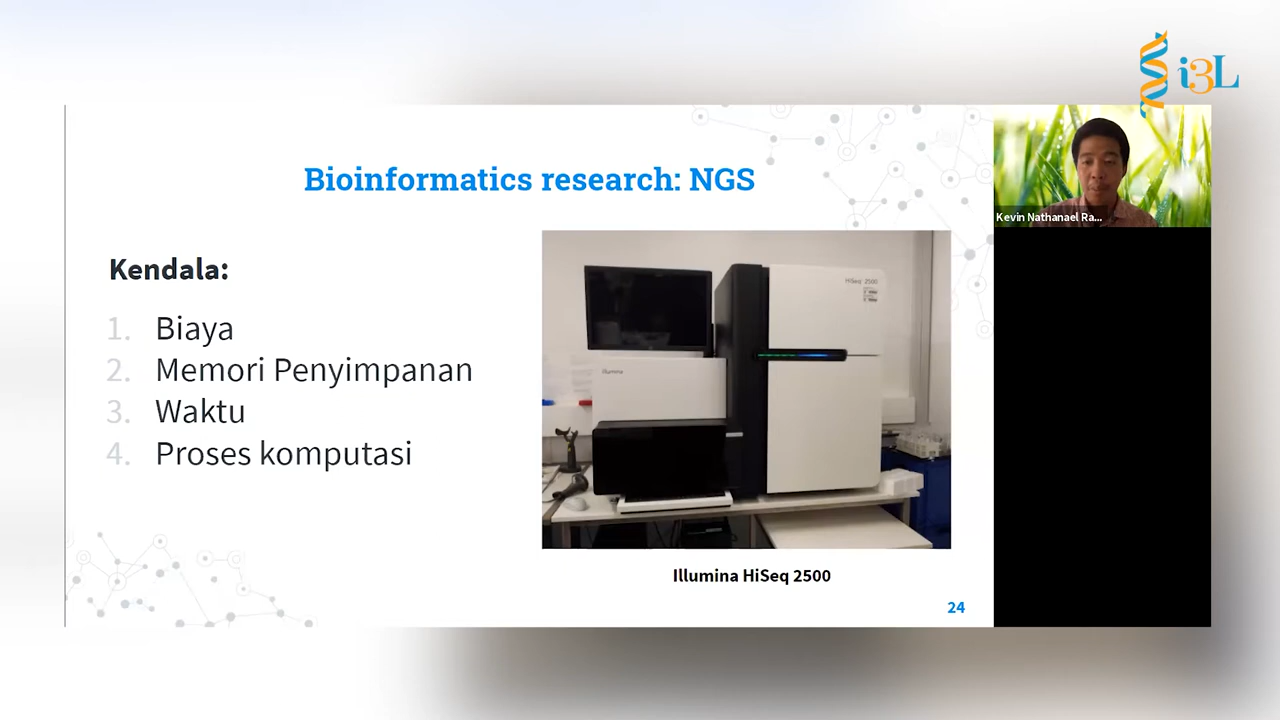 i3L
Bioinformatics research: NGS
Kevin Nathanael Ra...
Kendala:
1. Biaya
2. Memori Penyimpanan
3. Waktu
4. Proses komputasi
HiSeq 2500
illumina
Illumina HiSeq 2500
24